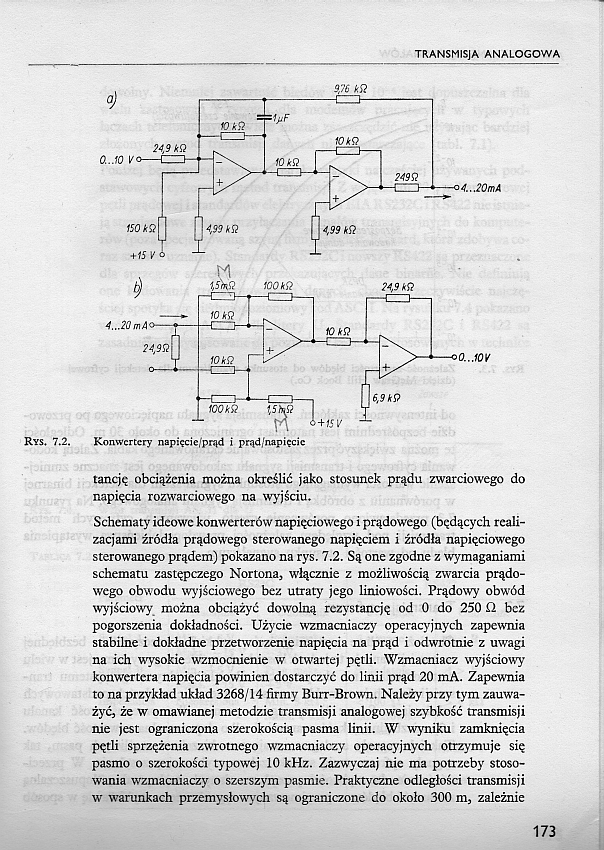 TRANSMISJA ANALOGOWA
a)
9,76 kΩ
1µF
10 kΩ
10 kΩ
24,9 kΩ
0...10 V
10 kΩ
249Ω
4...20mA
150 kΩ
4,99 kΩ
4,99 kΩ
+15 V
M
b)
1,5mΩ
100 kΩ
24,9 kΩ
4...20 mA
10 kΩ
10 kΩ
24,9Ω
10 kΩ
0...10V
6,9 kΩ
100 kΩ
1,5mΩ
+15 V
M
RYS. 7.2. Konwertery napięcie/prąd i prąd/napięcie
tancję obciążenia można określić jako stosunek prądu zwarciowego do
napięcia rozwarciowego na wyjściu.
Schematy ideowe konwerterów napięciowego i prądowego (będących reali-
zacjami źródła prądowego sterowanego napięciem i źródła napięciowego
sterowanego prądem) pokazano na rys. 7.2. Są one zgodne z wymaganiami
schematu zastępczego Nortona, włącznie z możliwością zwarcia prądo-
wego obwodu wyjściowego bez utraty jego liniowości. Prądowy obwód
wyjściowy można obciążyć dowolną rezystancję od 0 do 250 Ω bez
pogorszenia dokładności. Użycie wzmacniaczy operacyjnych zapewnia
stabilne i dokładne przetworzenie napięcia na prąd i odwrotnie z uwagi
na ich wysokie wzmocnienie w otwartej pętli. Wzmacniacz wyjściowy
konwertera napięcia powinien dostarczyć do linii prąd 20 mA. Zapewnia
to na przykład układ 3268/14 firmy Burr-Brown. Należy przy tym zauwa-
żyć, że w omawianej metodzie transmisji analogowej szybkość transmisji
nie jest ograniczona szerokością pasma linii. W wyniku zamknięcia
pętli sprzężenia zwrotnego wzmacniaczy operacyjnych otrzymuje się
pasmo o szerokości typowej 10 kHz. Zazwyczaj nie ma potrzeby stoso-
wania wzmacniaczy o szerszym paśmie. Praktyczne odległości transmisji
w warunkach przemysłowych są ograniczone do około 300 m, zależnie
173